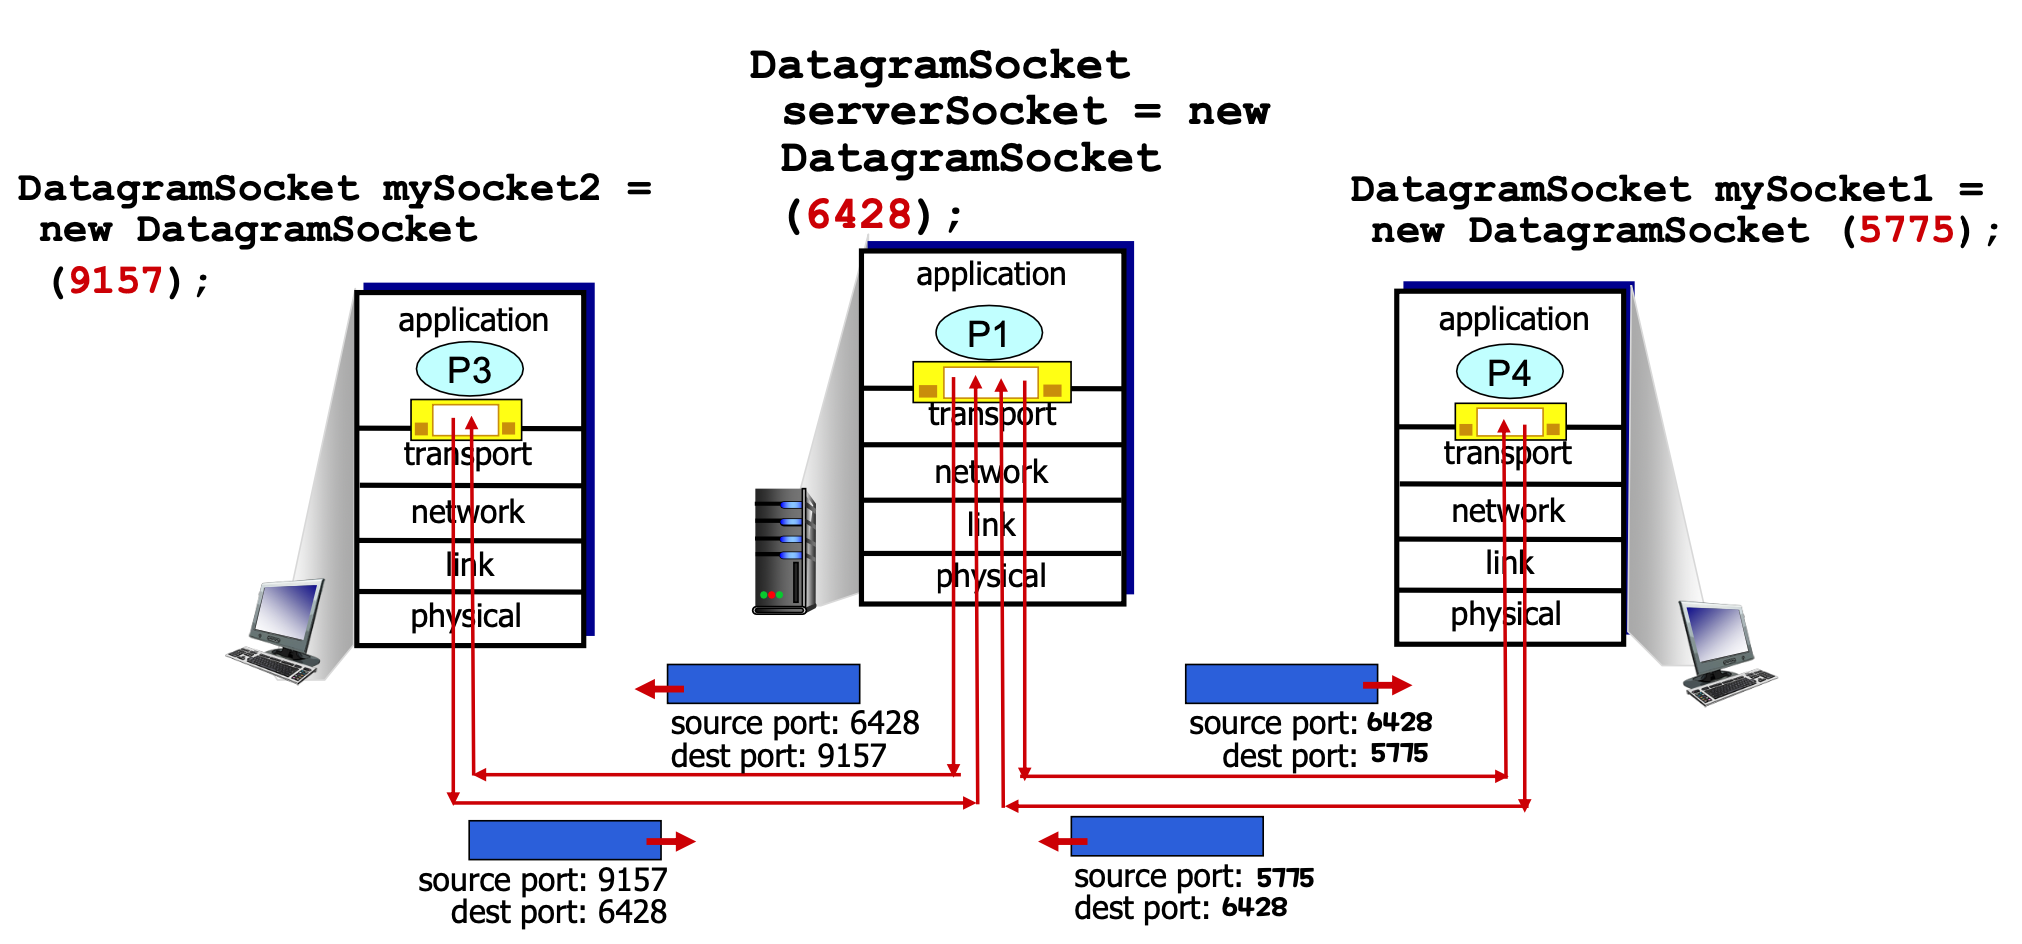 DatagramSocket
serverSocket = new
DatagramSocket
(6428);
DatagramSocket mySocket2 =
new DatagramSocket
(9157);
DatagramSocket mySocket1 =
new DatagramSocket (5775);
application
P3
transport
network
link
physical
application
P1
transport
network
link
physical
application
P4
transport
network
link
physical
source port: 6428
dest port: 9157
source port: 6428
dest port: 5775
source port: 9157
dest port: 6428
source port: 5775
dest port: 6428